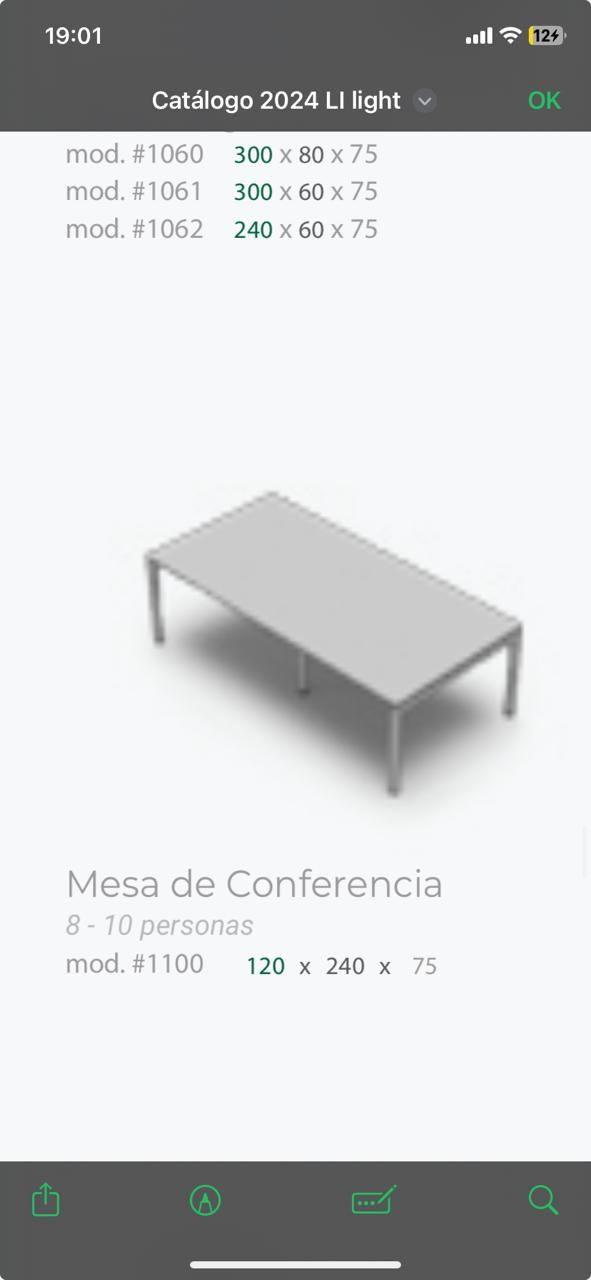 19:01
12
Catálogo 2024 LI light
OK
mod. #1060 300 x 80 x 75
mod. #1061 300 x 60 x 75
mod. #1062 240 x 60 x 75
Mesa de Conferencia
8 - 10 personas
mod. #1100 120 x 240 x 75